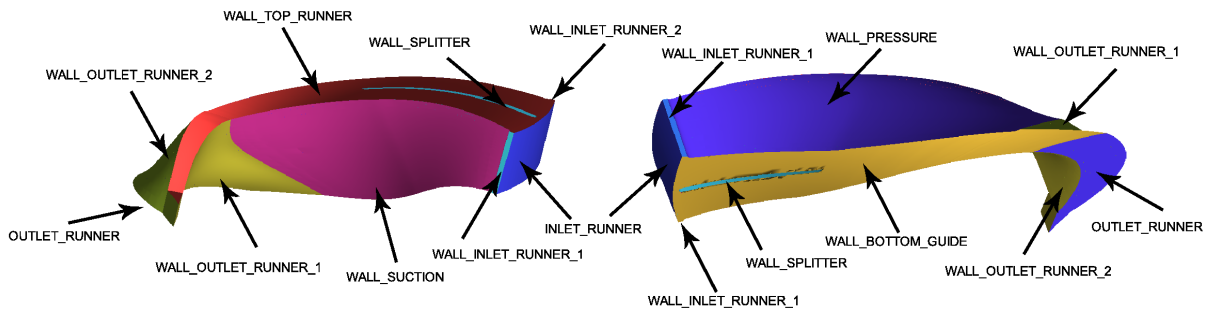 WALL_TOP_RUNNER
WALL_SPLITTER
WALL_INLET_RUNNER_2
WALL_OUTLET_RUNNER_2
OUTLET_RUNNER
WALL_OUTLET_RUNNER_1
WALL_SUCTION
WALL_INLET_RUNNER_1
INLET_RUNNER
WALL_INLET_RUNNER_1
WALL_PRESSURE
WALL_OUTLET_RUNNER_1
WALL_INLET_RUNNER_1
WALL_SPLITTER
WALL_BOTTOM_GUIDE
WALL_OUTLET_RUNNER_2
OUTLET_RUNNER